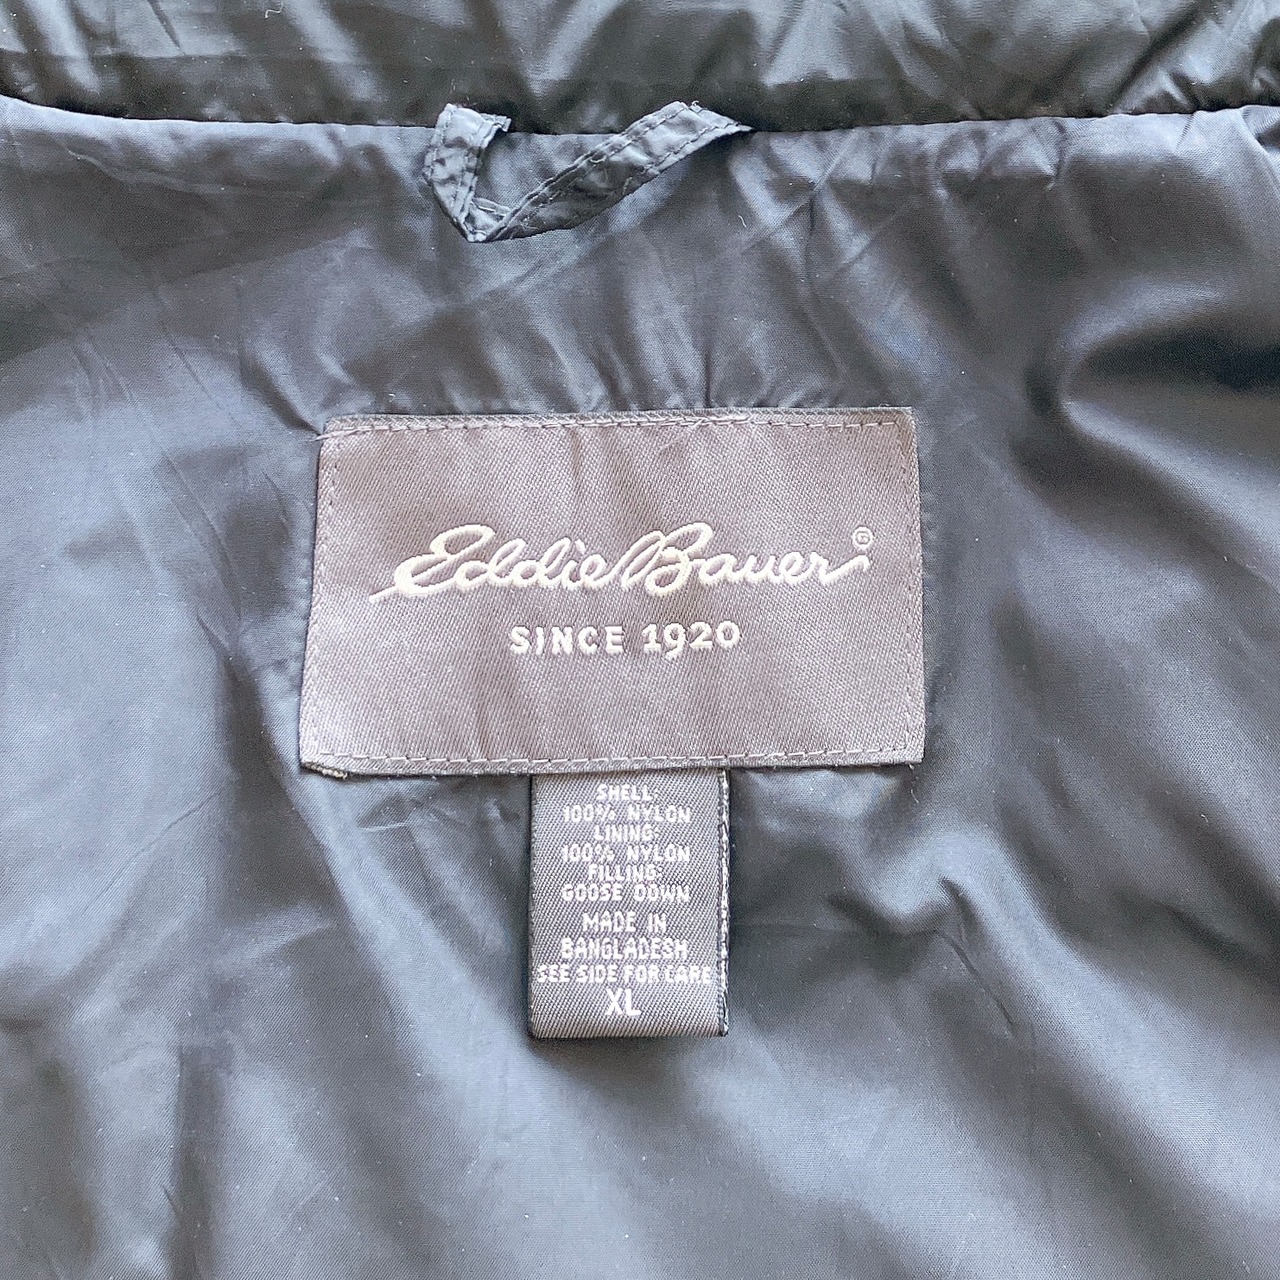 Eddie Bauer®
SINCE 1920
SHELL:
100% NYLON
LINING:
100% NYLON
FILLING:
GOOSE DOWN
MADE IN
BANGLADESH
SEE SIDE FOR CARE
XL